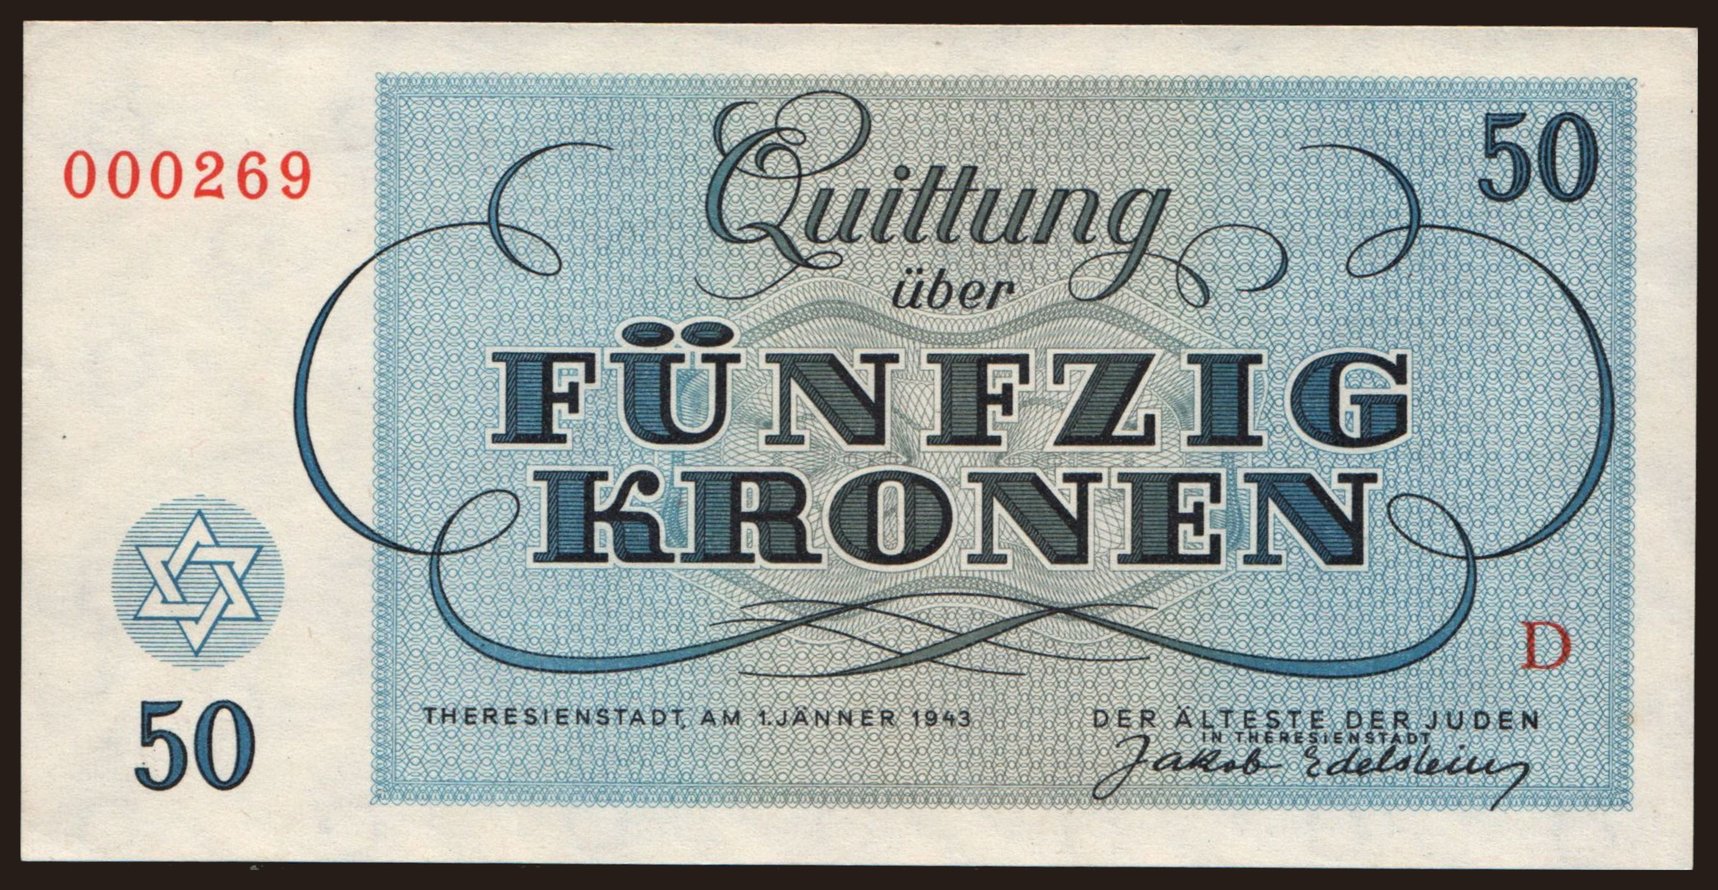 000269
50
Quittung
über
FÜNFZIG
KRONEN
D
50
THERESIENSTADT, AM 1. JÄNNER 1943
DER ÄLTESTE DER JUDEN
IN THERESIENSTADT
Jakob Edelstein